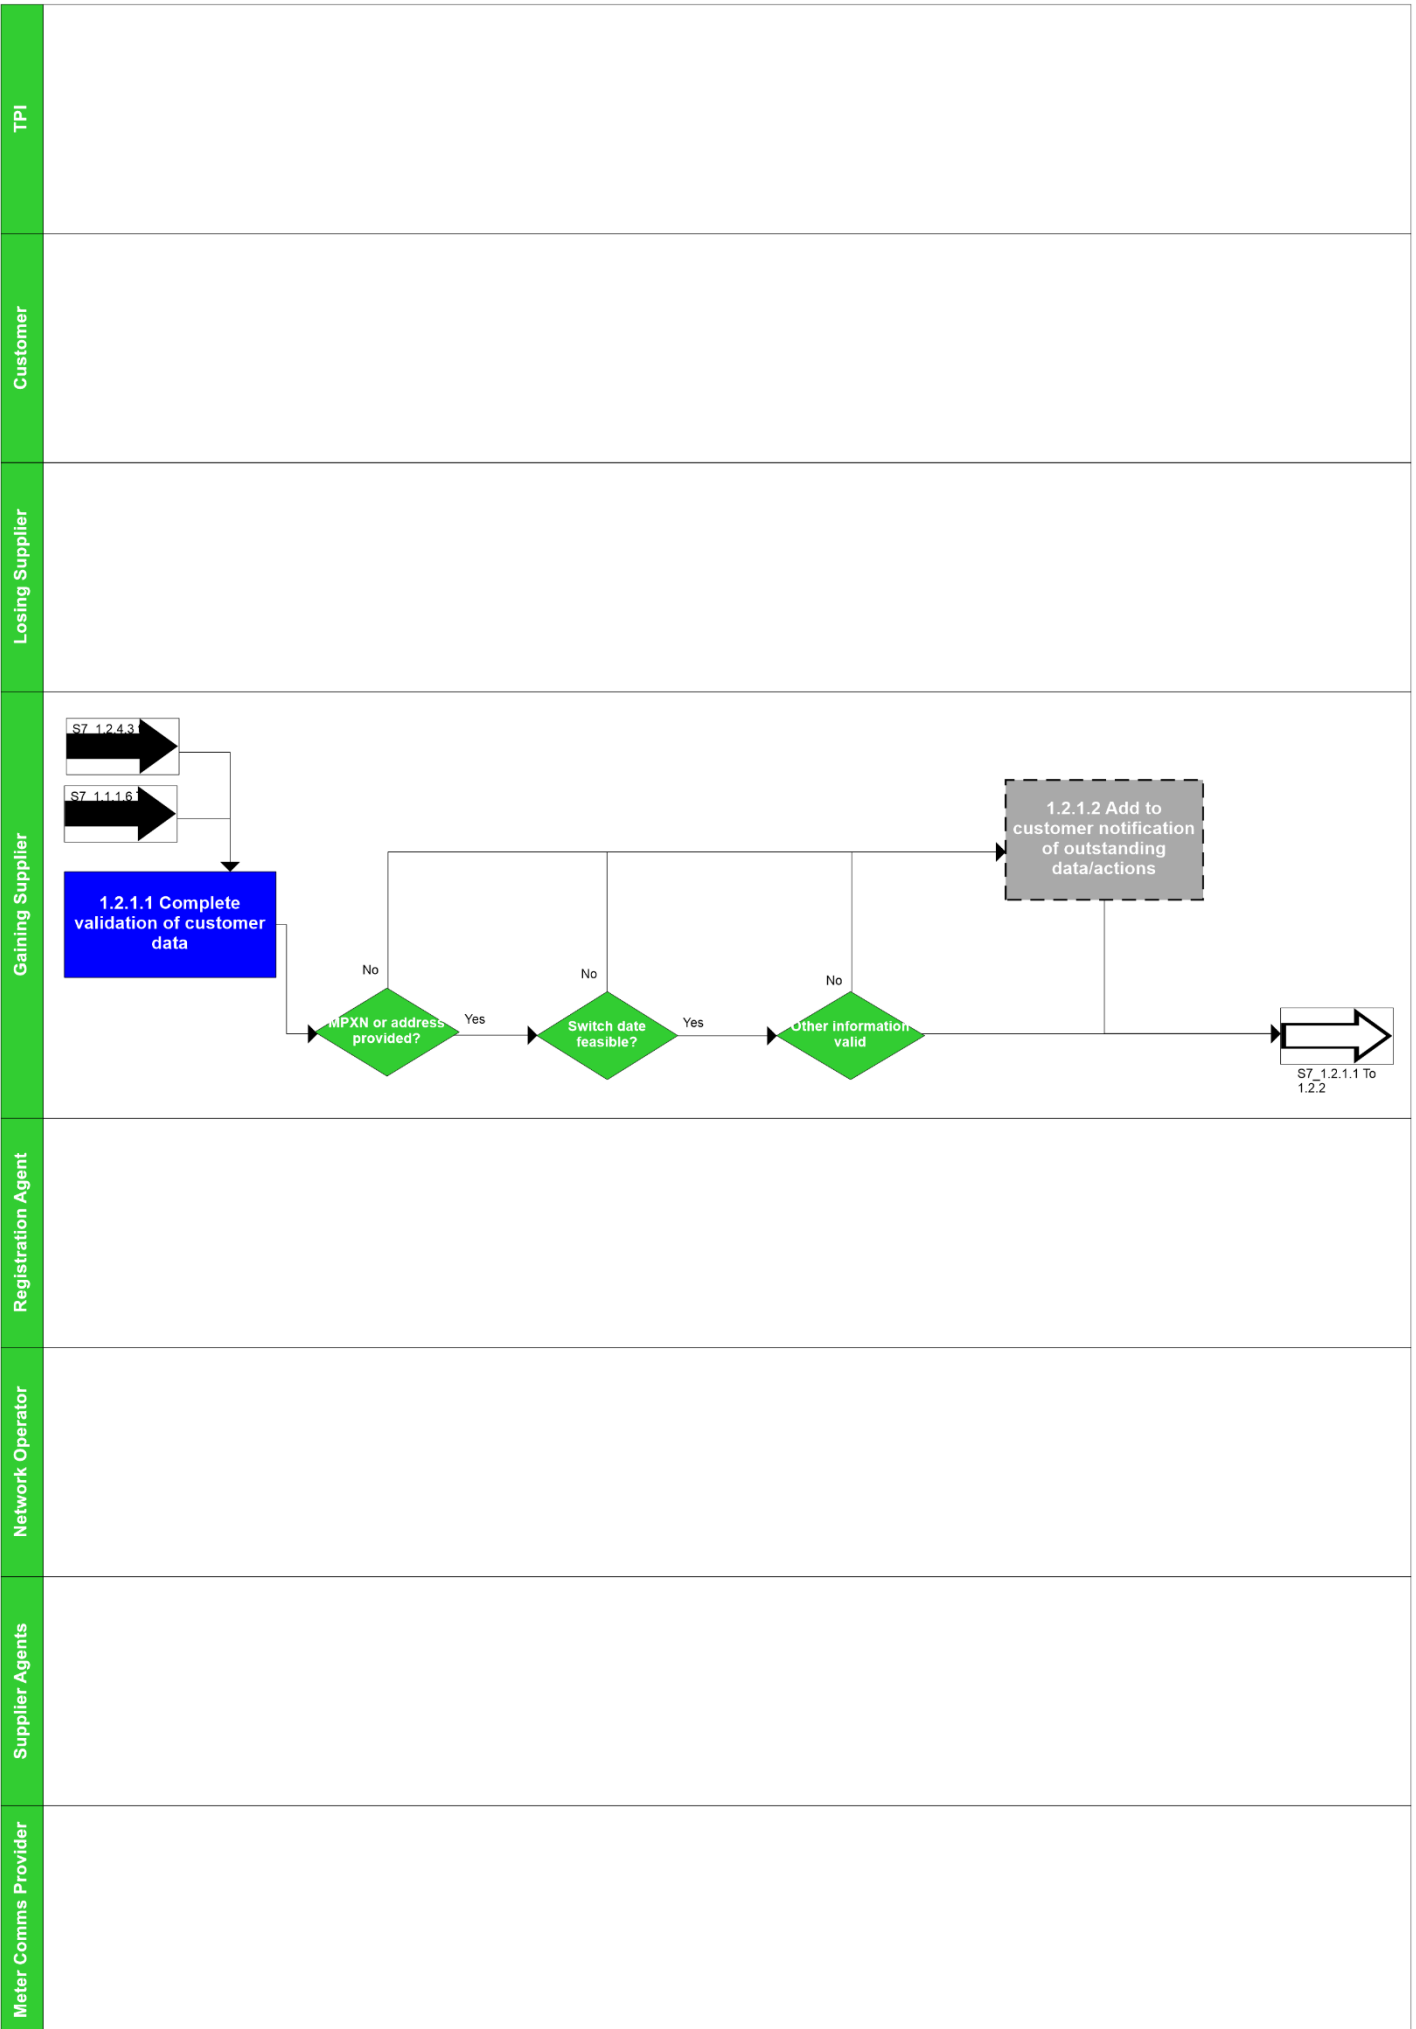 TPI
Customer
Losing Supplier
Gaining Supplier
S7_1.2.4.3
S7_1.1.1.6
1.2.1.1 Complete
validation of customer
data
1.2.1.2 Add to
customer notification
of outstanding
data/actions
No
MPXN or address
provided?
Yes
No
Switch date
feasible?
Yes
No
Other information
valid
S7_1.2.1.1 To
1.2.2
Registration Agent
Network Operator
Supplier Agents
Meter Comms Provider